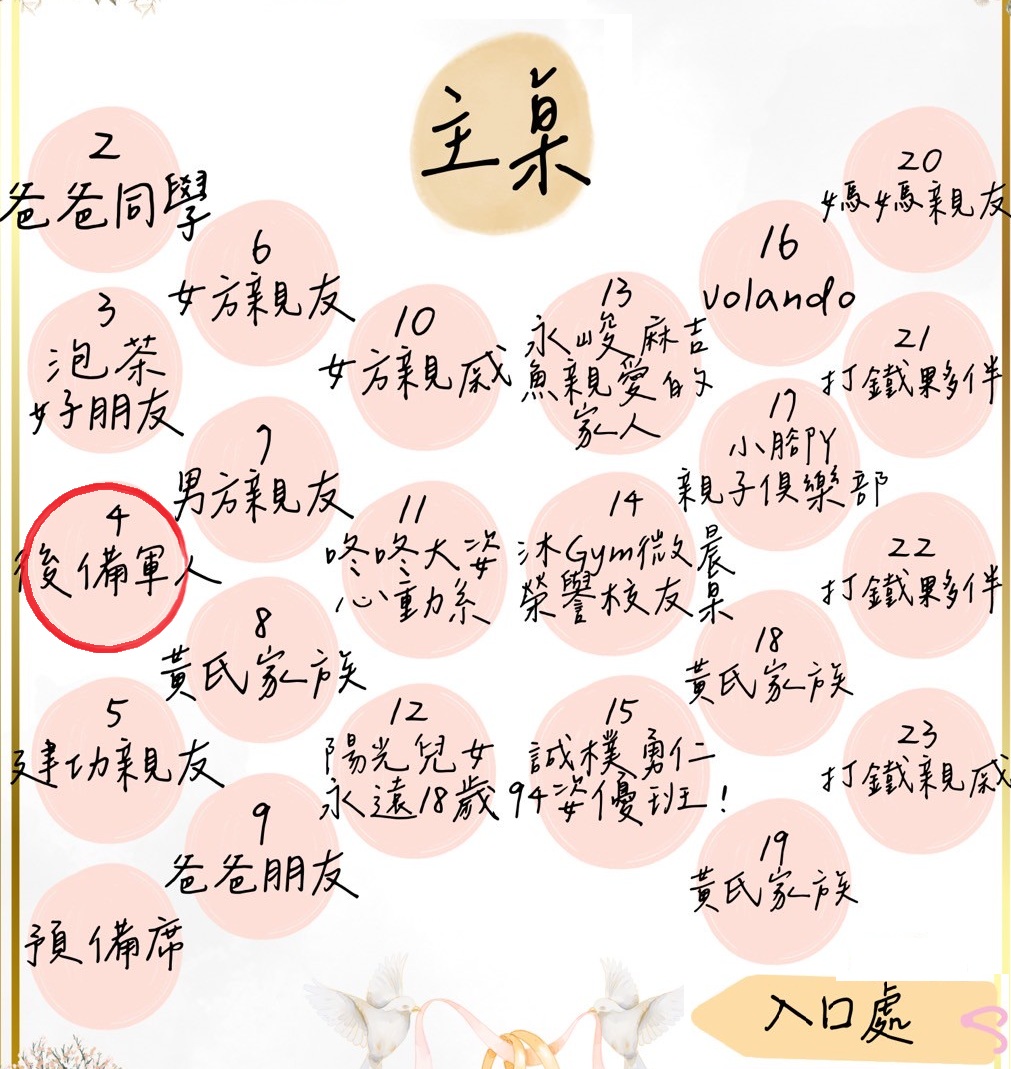 主桌
2
爸爸同學
3
泡茶
好朋友
4
後備軍人
5
建功親友
預備席
6
女方親友
7
男方親友
8
黃氏家族
9
爸爸朋友
10
女方親戚
11
咚咚大姿
心動系
12
陽光兒女
永遠18歲
13
永峻麻吉
魚親愛的
家人
14
沐Gym微晨
榮譽校友杲
15
誠樸勇仁
94姿優班!
16
volando
17
小腳丫
親子俱樂部
18
黃氏家族
19
黃氏家族
20
媽媽親友
21
打鐵夥伴
22
打鐵夥伴
23
打鐵親戚
入口處